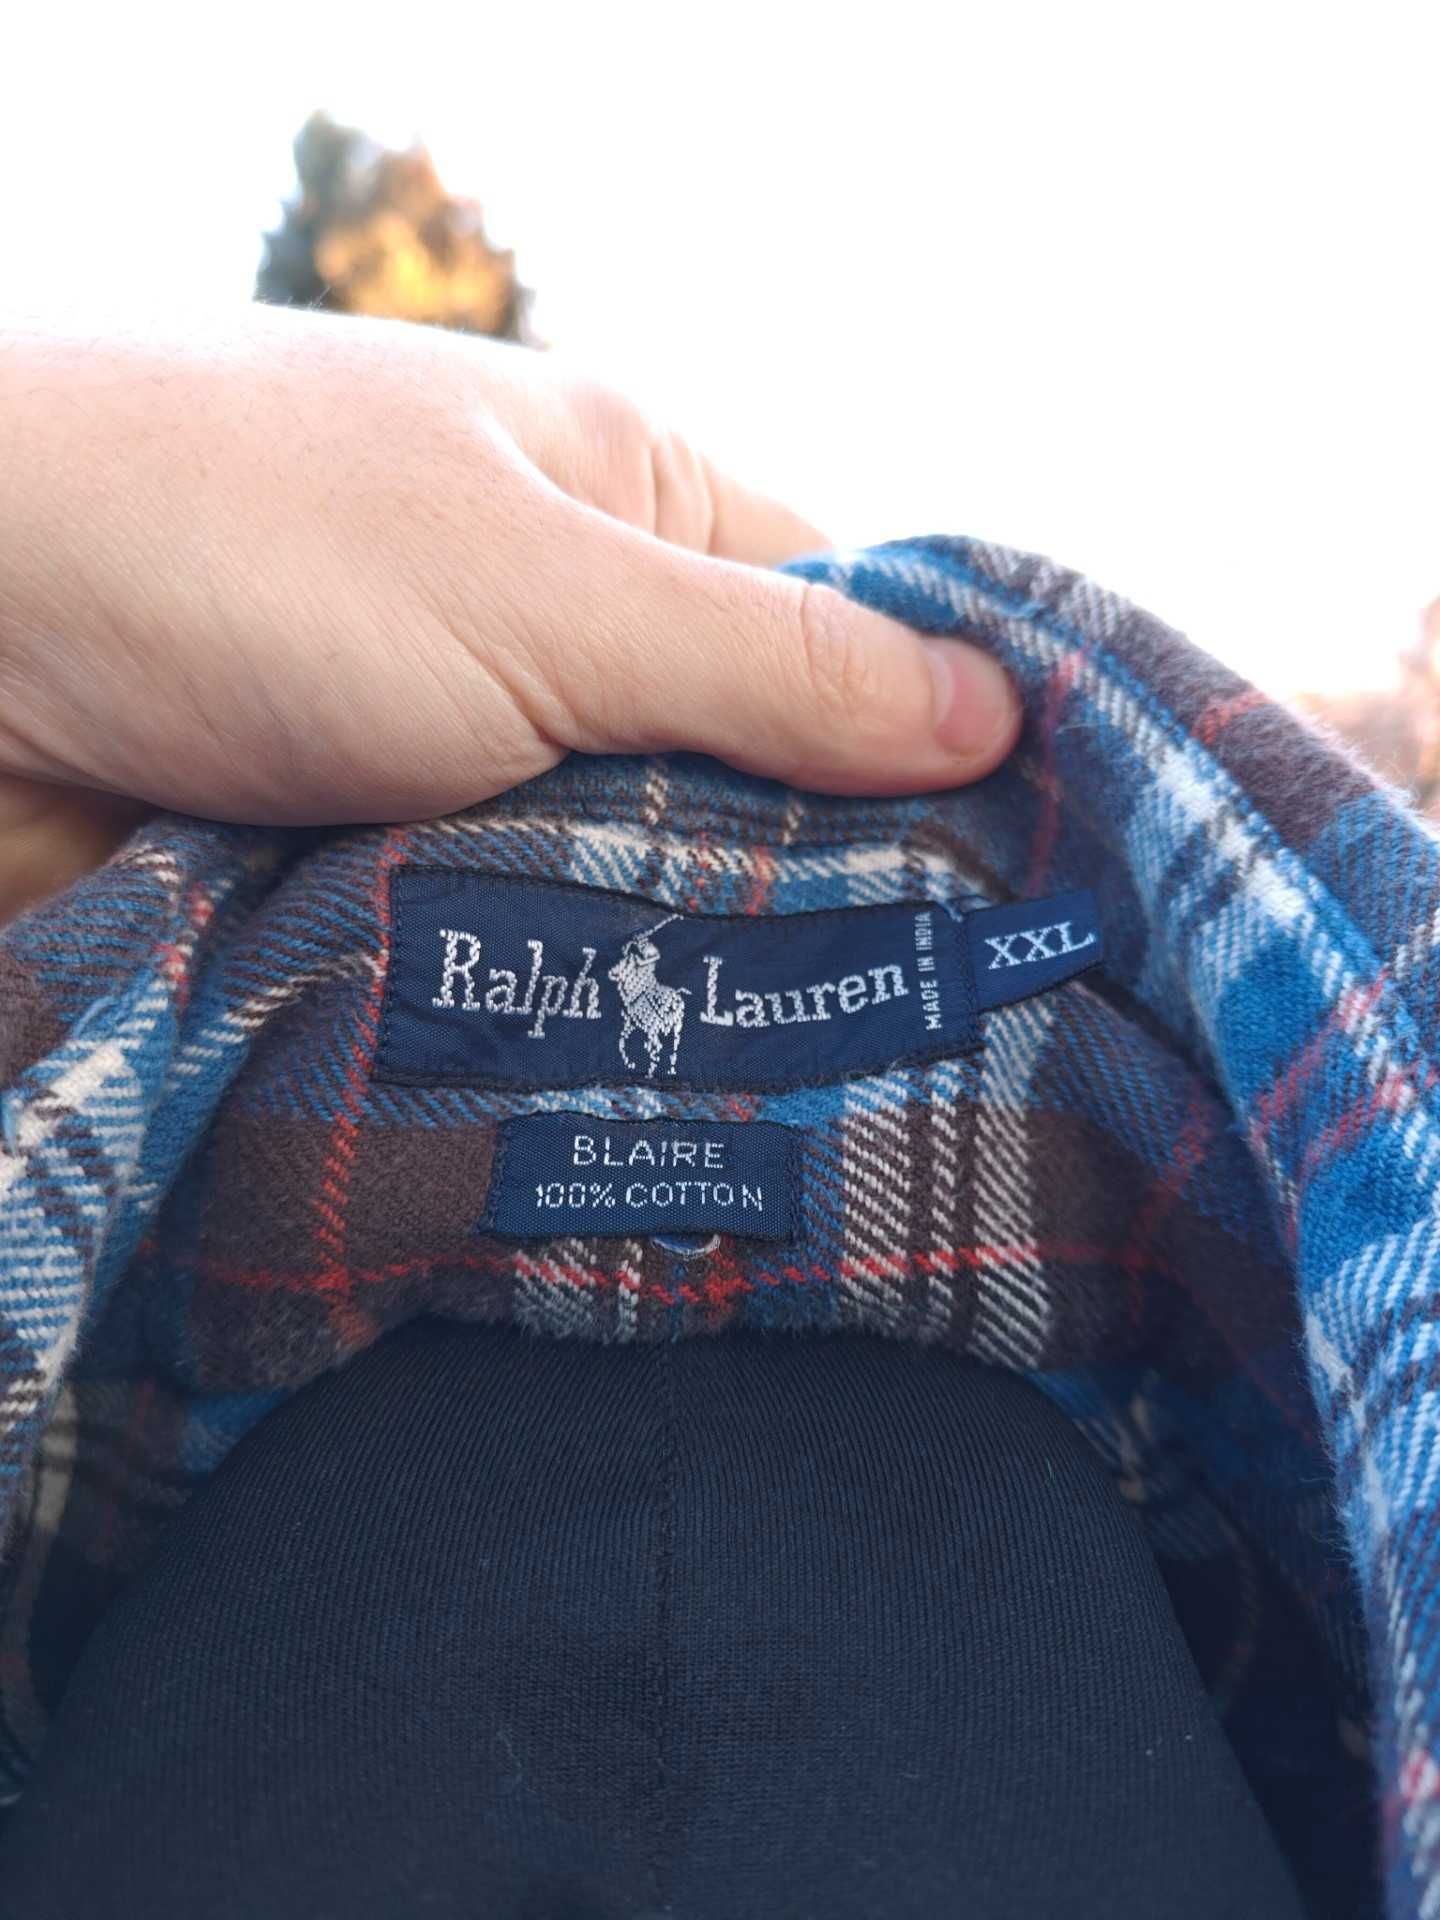 Ralph Lauren
MADE IN INDIA
XXL
BLAIRE
100% COTTON